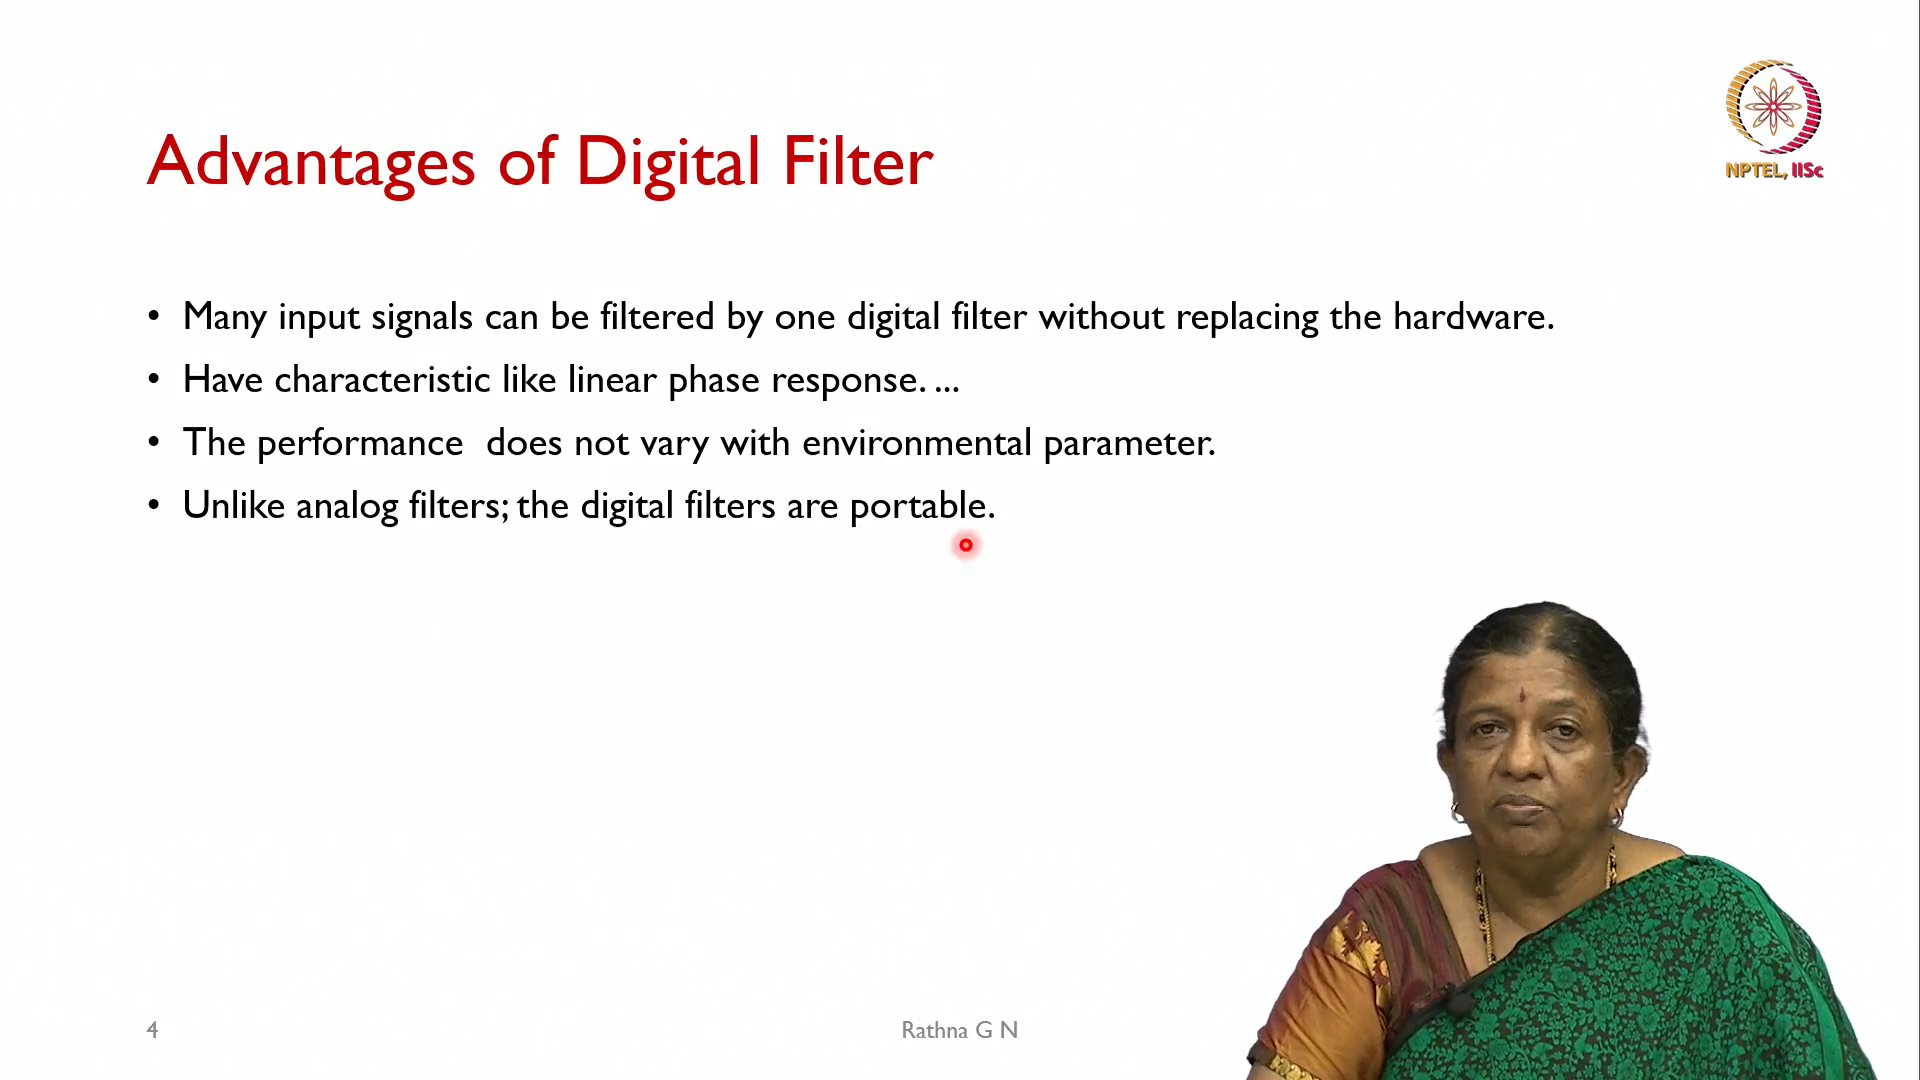 NPTEL, IISc
Advantages of Digital Filter
• Many input signals can be filtered by one digital filter without replacing the hardware.
• Have characteristic like linear phase response. ...
• The performance  does not vary with environmental parameter.
• Unlike analog filters; the digital filters are portable.
4
Rathna G N